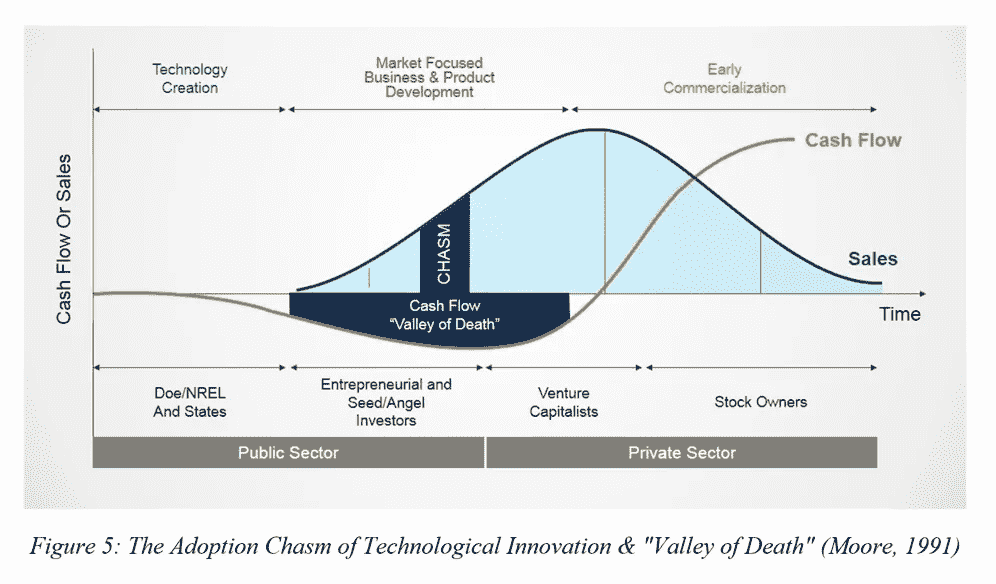 Technology
Creation
Market Focused
Business & Product
Development
Early
Commercialization
Cash Flow Or Sales
Cash Flow
CHASM
Sales
Cash Flow
"Valley of Death"
Time
Doe/NREL
And States
Entrepreneurial and
Seed/Angel
Investors
Venture
Capitalists
Stock Owners
Public Sector
Private Sector
Figure 5: The Adoption Chasm of Technological Innovation & "Valley of Death" (Moore, 1991)